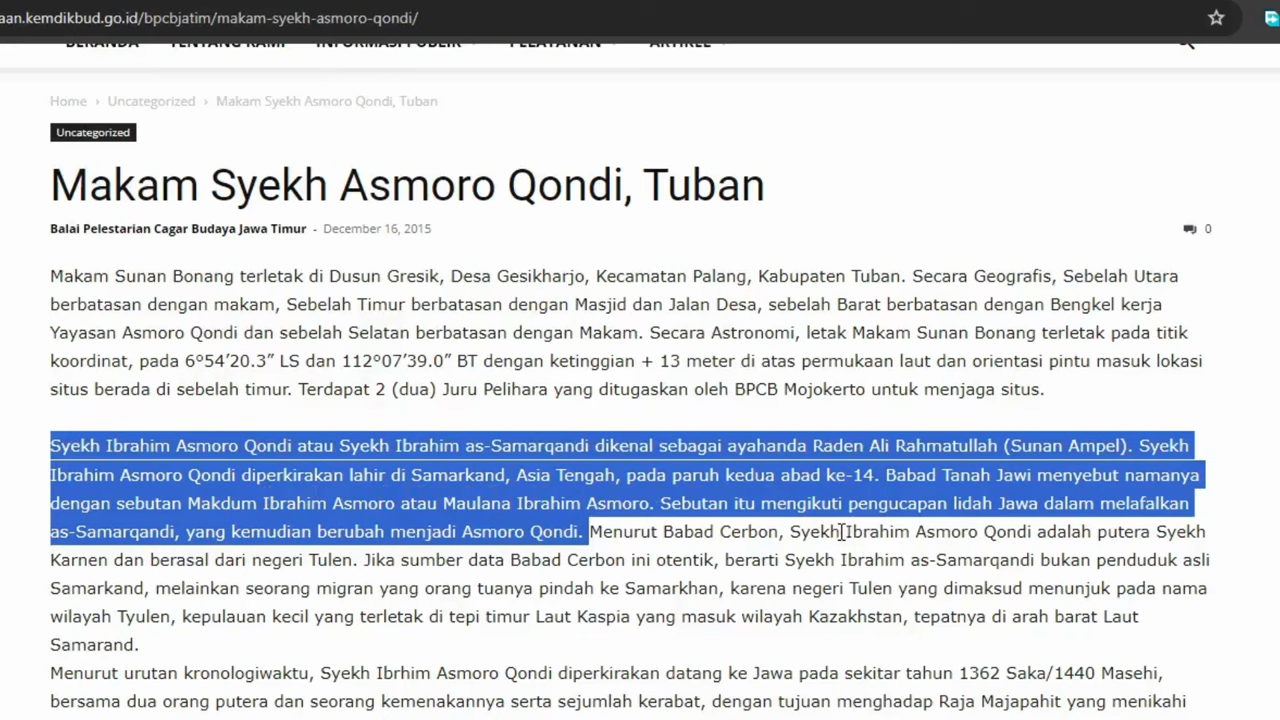 aan.kemdikbud.go.id/bpcbjatim/makam-syekh-asmoro-qondi/
BERANDA TENTANG KAMI INFORMASI PUBLIK PELAYANAN ARTIKEL
Home › Uncategorized › Makam Syekh Asmoro Qondi, Tuban
Uncategorized
Makam Syekh Asmoro Qondi, Tuban
Balai Pelestarian Cagar Budaya Jawa Timur - December 16, 2015 0
Makam Sunan Bonang terletak di Dusun Gresik, Desa Gesikharjo, Kecamatan Palang, Kabupaten Tuban. Secara Geografis, Sebelah Utara
berbatasan dengan makam, Sebelah Timur berbatasan dengan Masjid dan Jalan Desa, sebelah Barat berbatasan dengan Bengkel kerja
Yayasan Asmoro Qondi dan sebelah Selatan berbatasan dengan Makam. Secara Astronomi, letak Makam Sunan Bonang terletak pada titik
koordinat, pada 6°54’20.3” LS dan 112°07’39.0” BT dengan ketinggian + 13 meter di atas permukaan laut dan orientasi pintu masuk lokasi
situs berada di sebelah timur. Terdapat 2 (dua) Juru Pelihara yang ditugaskan oleh BPCB Mojokerto untuk menjaga situs.
Syekh Ibrahim Asmoro Qondi atau Syekh Ibrahim as-Samarqandi dikenal sebagai ayahanda Raden Ali Rahmatullah (Sunan Ampel). Syekh
Ibrahim Asmoro Qondi diperkirakan lahir di Samarkand, Asia Tengah, pada paruh kedua abad ke-14. Babad Tanah Jawi menyebut namanya
dengan sebutan Makdum Ibrahim Asmoro atau Maulana Ibrahim Asmoro. Sebutan itu mengikuti pengucapan lidah Jawa dalam melafalkan
as-Samarqandi, yang kemudian berubah menjadi Asmoro Qondi. Menurut Babad Cerbon, Syekh Ibrahim Asmoro Qondi adalah putera Syekh
Karnen dan berasal dari negeri Tulen. Jika sumber data Babad Cerbon ini otentik, berarti Syekh Ibrahim as-Samarqandi bukan penduduk asli
Samarkand, melainkan seorang migran yang orang tuanya pindah ke Samarkhan, karena negeri Tulen yang dimaksud menunjuk pada nama
wilayah Tyulen, kepulauan kecil yang terletak di tepi timur Laut Kaspia yang masuk wilayah Kazakhstan, tepatnya di arah barat Laut
Samarand.
Menurut urutan kronologiwaktu, Syekh Ibrhim Asmoro Qondi diperkirakan datang ke Jawa pada sekitar tahun 1362 Saka/1440 Masehi,
bersama dua orang putera dan seorang kemenakannya serta sejumlah kerabat, dengan tujuan menghadap Raja Majapahit yang menikahi